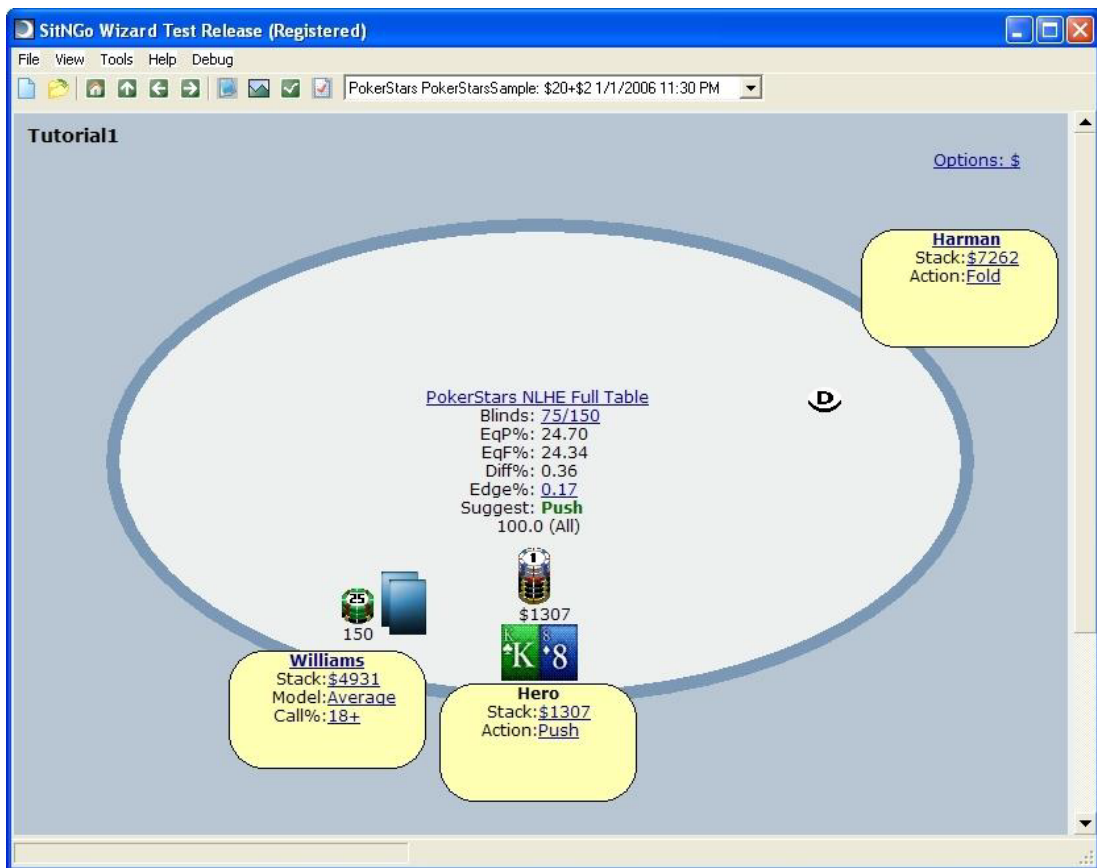 SitNGo Wizard Test Release (Registered)
File View Tools Help Debug
PokerStars PokerStarsSample: $20+$2 1/1/2006 11:30 PM
Tutorial1
Options: $
Harman
Stack:$7262
Action:Fold
D
PokerStars NLHE Full Table
Blinds: 75/150
EqP%: 24.70
EqF%: 24.34
Diff%: 0.36
Edge%: 0.17
Suggest: Push
100.0 (All)
1
$1307
25
150
K ♣K 8 ♦8
Williams
Stack:$4931
Model:Average
Call%:18+
Hero
Stack:$1307
Action:Push